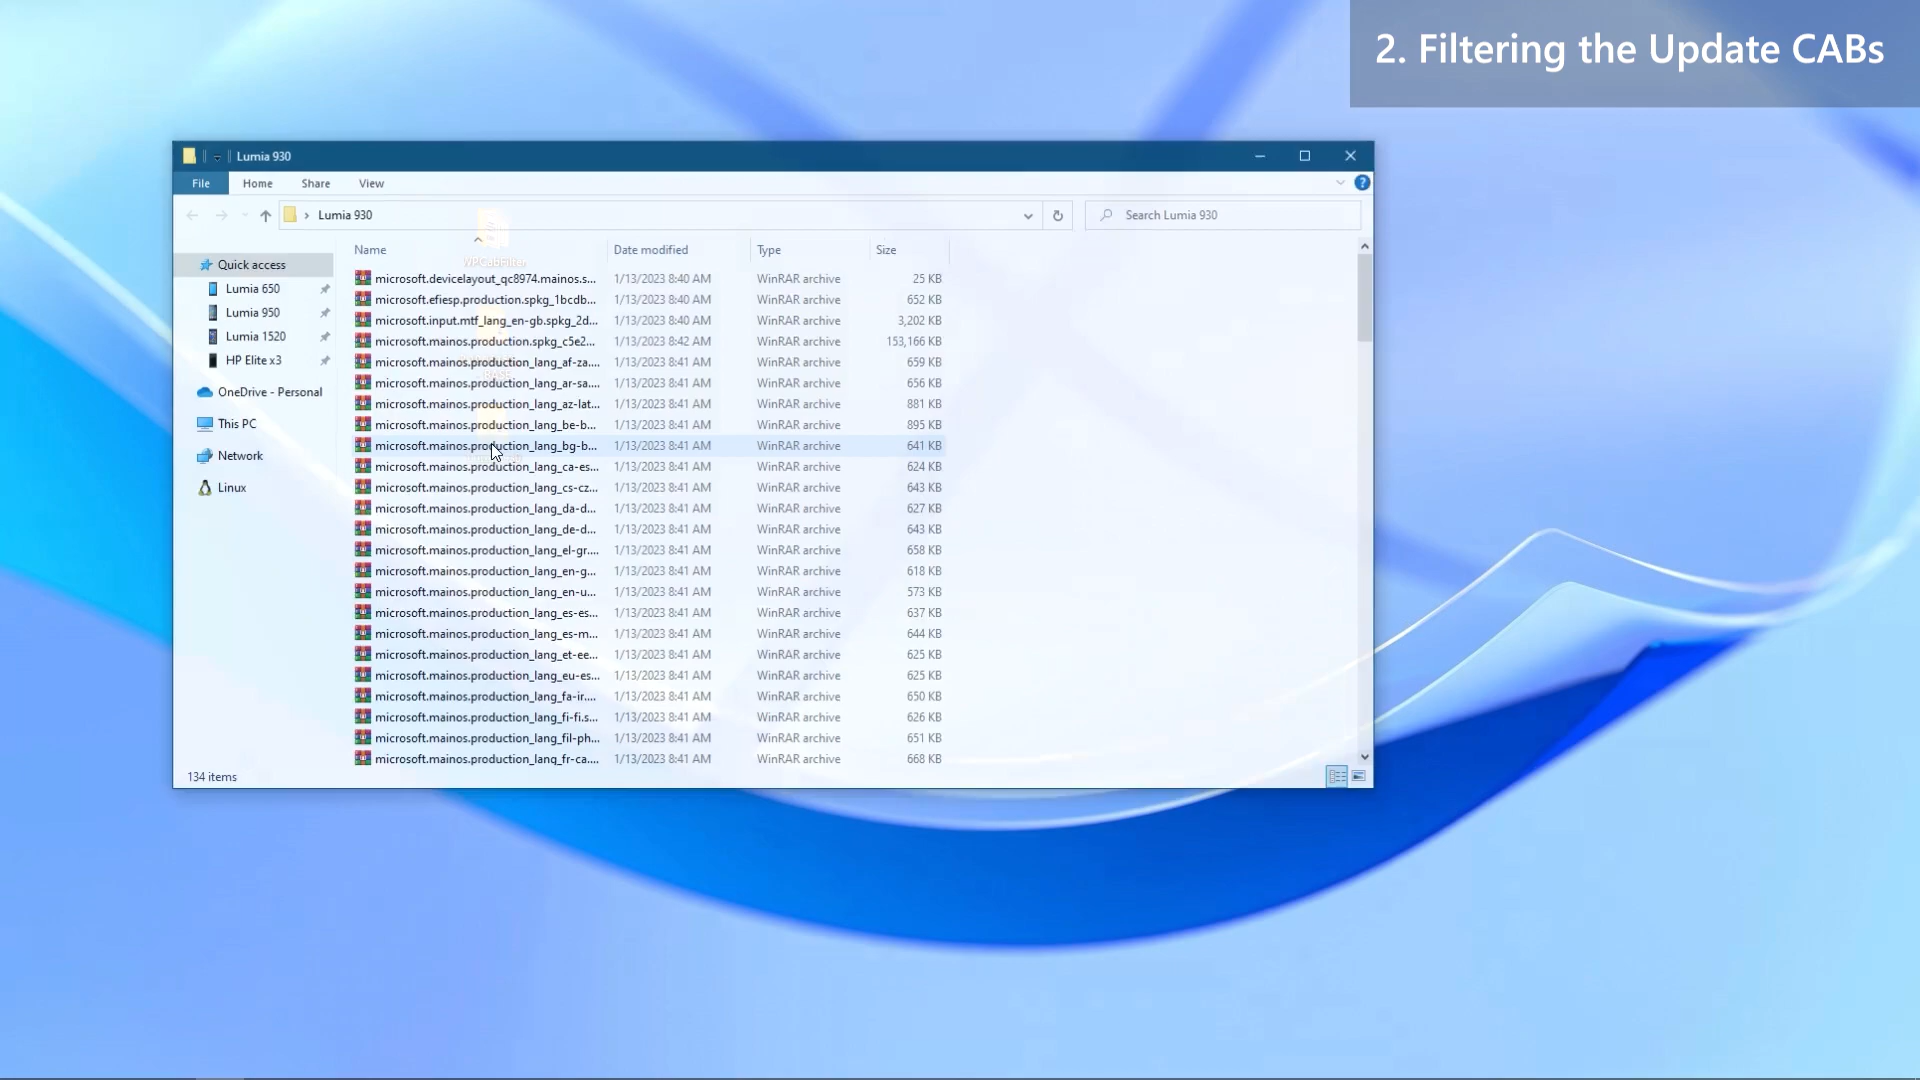 2. Filtering the Update CABs
Lumia 930
File Home Share View
Lumia 930
Search Lumia 930
Name Date modified Type Size
Quick access
Lumia 650
Lumia 950
Lumia 1520
HP Elite x3
OneDrive - Personal
This PC
Network
Linux
WPCabFilter
microsoft.devicelayout_qc8974.mainos.s... 1/13/2023 8:40 AM WinRAR archive 25 KB
microsoft.efiesp.production.spkg_1bcdb... 1/13/2023 8:40 AM WinRAR archive 652 KB
microsoft.input.mtf_lang_en-gb.spkg_2d... 1/13/2023 8:40 AM WinRAR archive 3,202 KB
microsoft.mainos.production.spkg_c5e2... 1/13/2023 8:42 AM WinRAR archive 153,166 KB
microsoft.mainos.production_lang_af-za... 1/13/2023 8:41 AM WinRAR archive 659 KB
microsoft.mainos.production_lang_ar-sa.... 1/13/2023 8:41 AM WinRAR archive 656 KB
microsoft.mainos.production_lang_az-lat... 1/13/2023 8:41 AM WinRAR archive 881 KB
microsoft.mainos.production_lang_be-b... 1/13/2023 8:41 AM WinRAR archive 895 KB
microsoft.mainos.production_lang_bg-b... 1/13/2023 8:41 AM WinRAR archive 641 KB
microsoft.mainos.production_lang_ca-es... 1/13/2023 8:41 AM WinRAR archive 624 KB
microsoft.mainos.production_lang_cs-cz... 1/13/2023 8:41 AM WinRAR archive 643 KB
microsoft.mainos.production_lang_da-d... 1/13/2023 8:41 AM WinRAR archive 627 KB
microsoft.mainos.production_lang_de-d... 1/13/2023 8:41 AM WinRAR archive 643 KB
microsoft.mainos.production_lang_el-gr.... 1/13/2023 8:41 AM WinRAR archive 658 KB
microsoft.mainos.production_lang_en-g... 1/13/2023 8:41 AM WinRAR archive 618 KB
microsoft.mainos.production_lang_en-u... 1/13/2023 8:41 AM WinRAR archive 573 KB
microsoft.mainos.production_lang_es-es... 1/13/2023 8:41 AM WinRAR archive 637 KB
microsoft.mainos.production_lang_es-m... 1/13/2023 8:41 AM WinRAR archive 644 KB
microsoft.mainos.production_lang_et-ee... 1/13/2023 8:41 AM WinRAR archive 625 KB
microsoft.mainos.production_lang_eu-es... 1/13/2023 8:41 AM WinRAR archive 625 KB
microsoft.mainos.production_lang_fa-ir.... 1/13/2023 8:41 AM WinRAR archive 650 KB
microsoft.mainos.production_lang_fi-fi.s... 1/13/2023 8:41 AM WinRAR archive 626 KB
microsoft.mainos.production_lang_fil-ph... 1/13/2023 8:41 AM WinRAR archive 651 KB
microsoft.mainos.production_lang_fr-ca.... 1/13/2023 8:41 AM WinRAR archive 668 KB
134 items